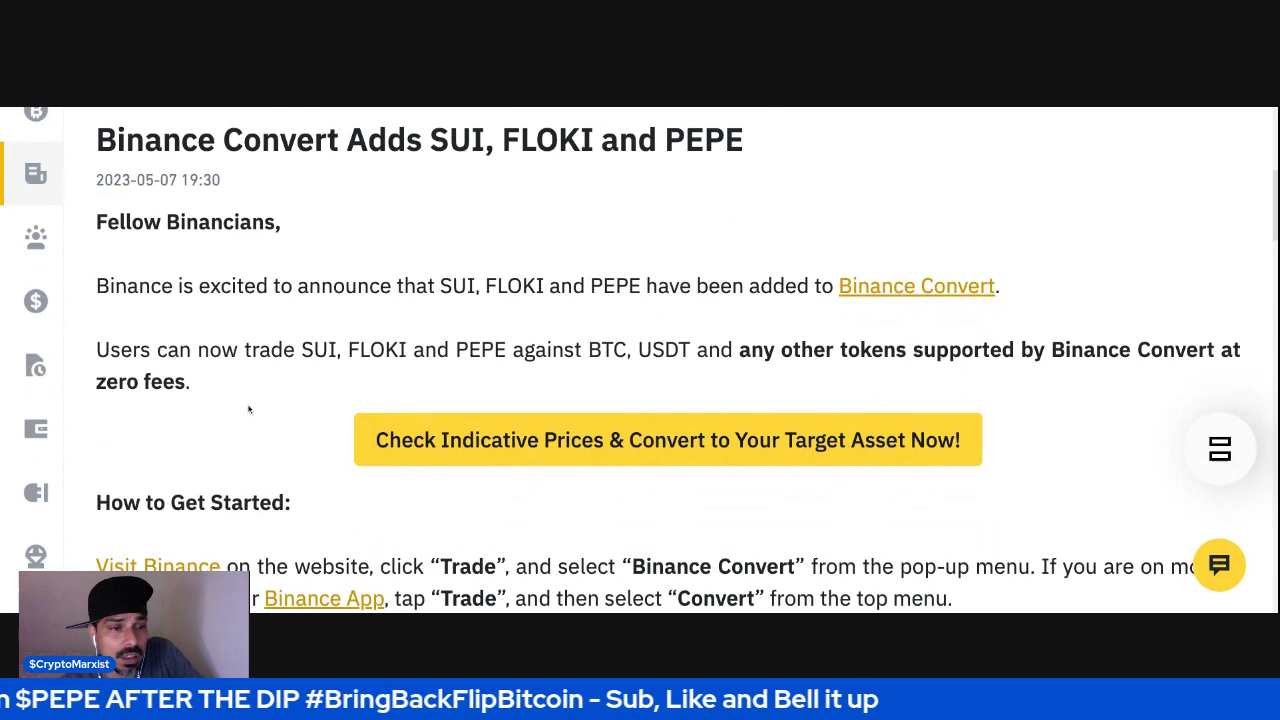 Binance Convert Adds SUI, FLOKI and PEPE
2023-05-07 19:30
Fellow Binancians,
Binance is excited to announce that SUI, FLOKI and PEPE have been added to Binance Convert.
Users can now trade SUI, FLOKI and PEPE against BTC, USDT and any other tokens supported by Binance Convert at
zero fees.
Check Indicative Prices & Convert to Your Target Asset Now!
How to Get Started:
Visit Binance on the website, click “Trade”, and select “Binance Convert” from the pop-up menu. If you are on
Binance App, tap “Trade”, and then select “Convert” from the top menu.
$CryptoMarxist
$PEPE AFTER THE DIP #BringBackFlipBitcoin - Sub, Like and Bell it up